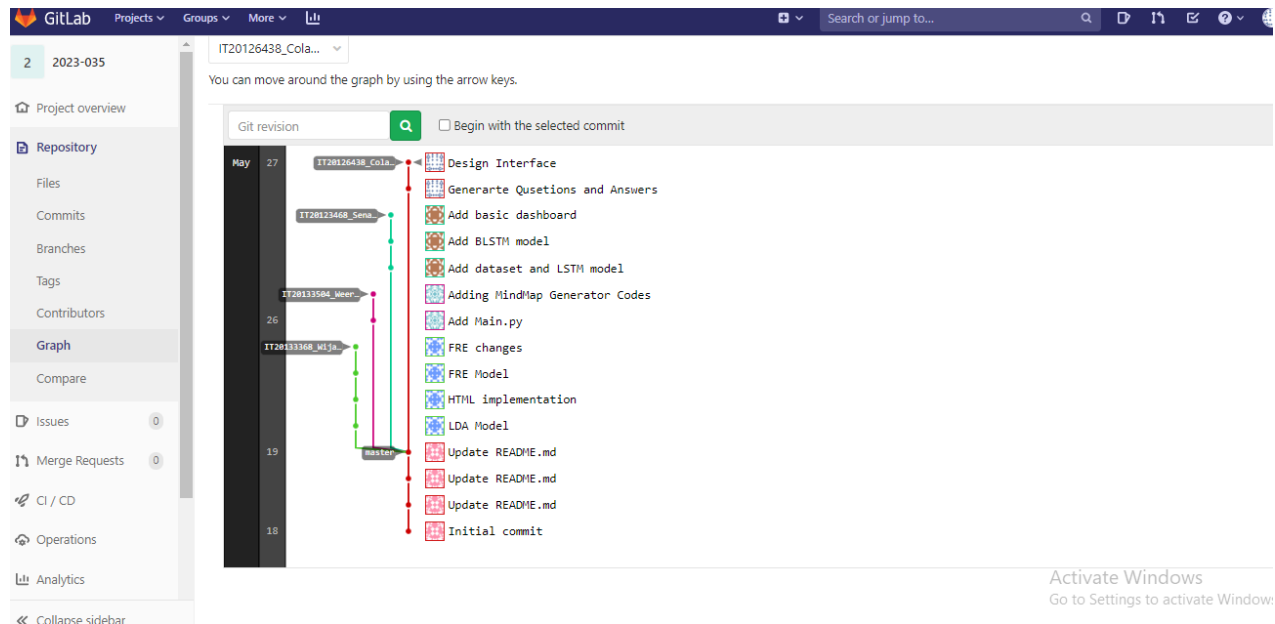 GitLab Projects Groups More Search or jump to...
IT20126438_Cola...
2 2023-035
You can move around the graph by using the arrow keys.
Project overview
Git revision Begin with the selected commit
Repository
Files
Commits
Branches
Tags
Contributors
Graph
Compare
Issues 0
Merge Requests 0
CI / CD
Operations
Analytics
Collapse sidebar
May 27 IT20126438_Cola… Design Interface
Generarte Qusetions and Answers
IT20123468_Sena… Add basic dashboard
Add BLSTM model
Add dataset and LSTM model
IT20133504_Weer… Adding MindMap Generator Codes
26 Add Main.py
IT20133368_Wija… FRE changes
FRE Model
HTML implementation
LDA Model
19 master Update README.md
Update README.md
Update README.md
18 Initial commit
Activate Windows
Go to Settings to activate Windows